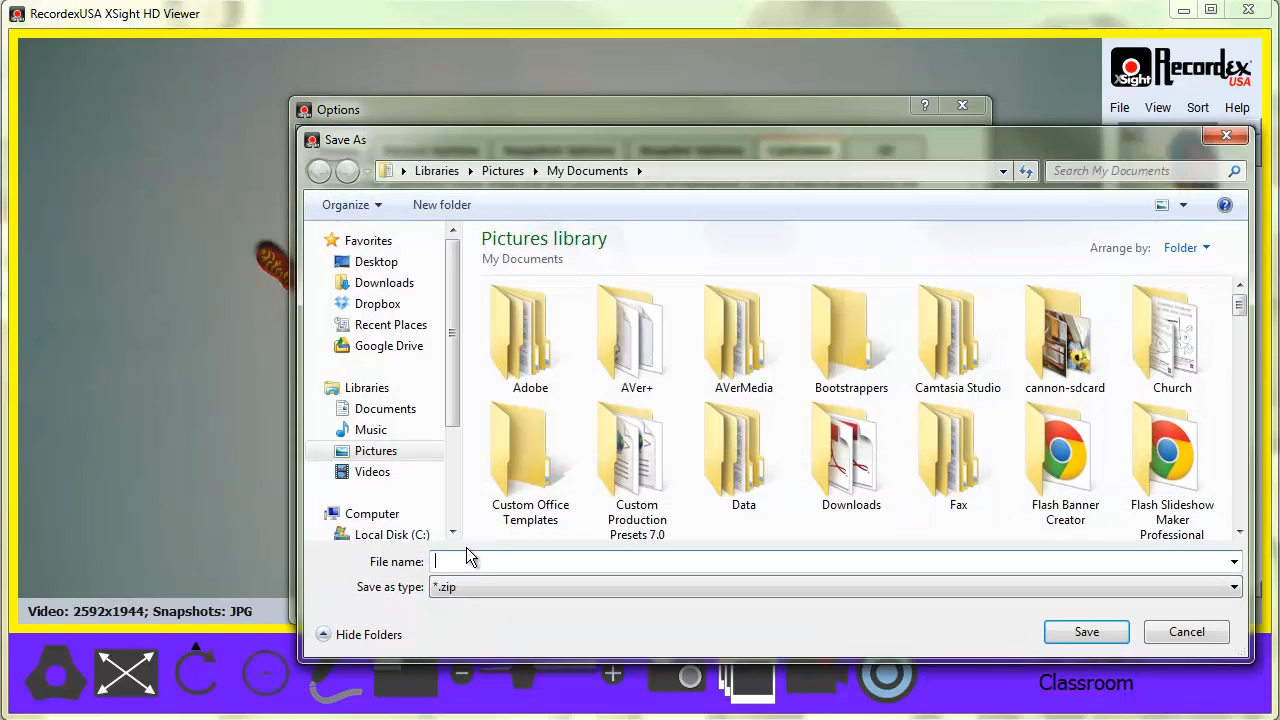 RecordexUSA XSight HD Viewer
XSight Recordex USA
File View Sort Help
Options
Save As
Libraries Pictures My Documents
Search My Documents
Organize New folder
Favorites
Desktop
Downloads
Dropbox
Recent Places
Google Drive
Libraries
Documents
Music
Pictures
Videos
Computer
Local Disk (C:)
Pictures library
My Documents
Arrange by: Folder
Adobe
AVer+
AVerMedia
Bootstrappers
Camtasia Studio
cannon-sdcard
Church
Custom Office
Templates
Custom
Production
Presets 7.0
Data
Downloads
Fax
Flash Banner
Creator
Flash Slideshow
Maker
Professional
File name:
Save as type: *.zip
Hide Folders
Save Cancel
Video: 2592x1944; Snapshots: JPG
Classroom